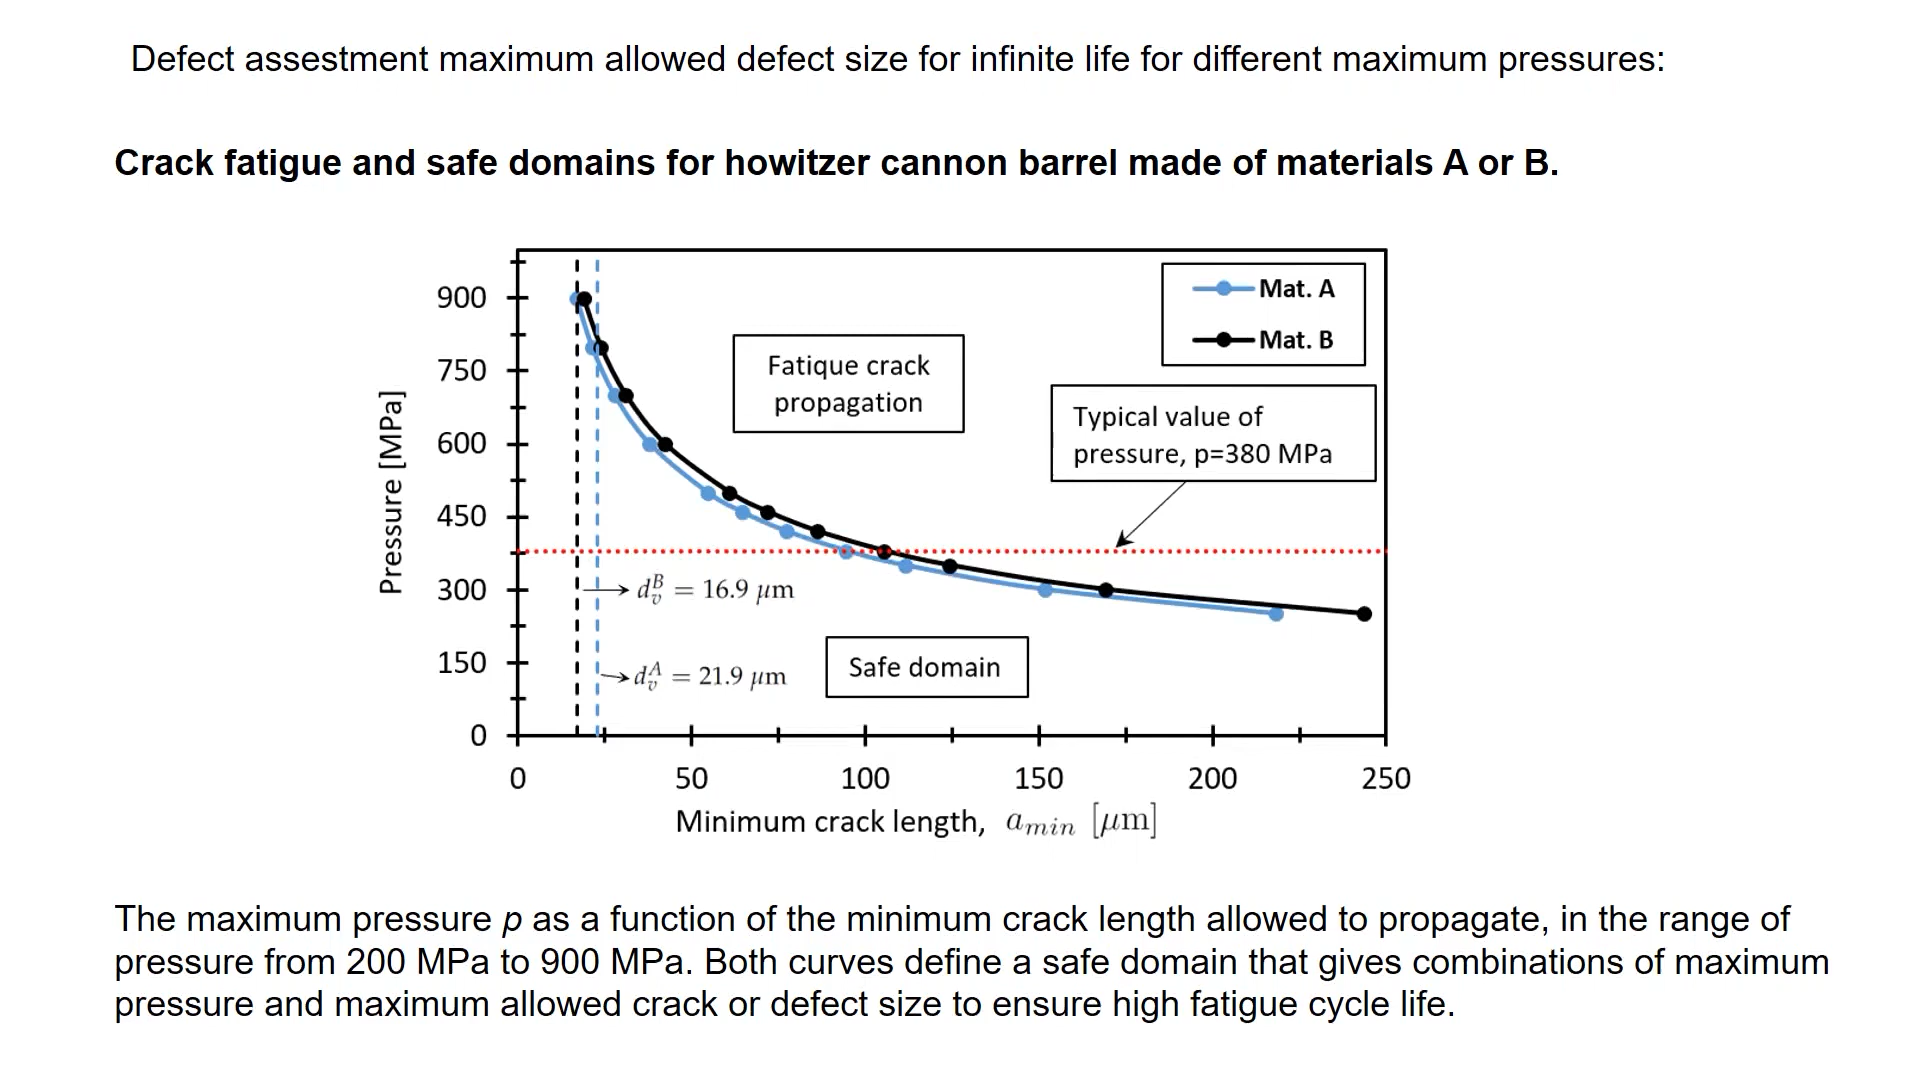 Defect assestment maximum allowed defect size for infinite life for different maximum pressures:
Crack fatigue and safe domains for howitzer cannon barrel made of materials A or B.
Mat. A
Mat. B
Fatique crack
propagation
Typical value of
pressure, p=380 MPa
Pressure [MPa]
900
750
600
450
300
150
0
d_v^B = 16.9 μm
d_v^A = 21.9 μm
Safe domain
0 50 100 150 200 250
Minimum crack length, a_min [μm]
The maximum pressure p as a function of the minimum crack length allowed to propagate, in the range of
pressure from 200 MPa to 900 MPa. Both curves define a safe domain that gives combinations of maximum
pressure and maximum allowed crack or defect size to ensure high fatigue cycle life.